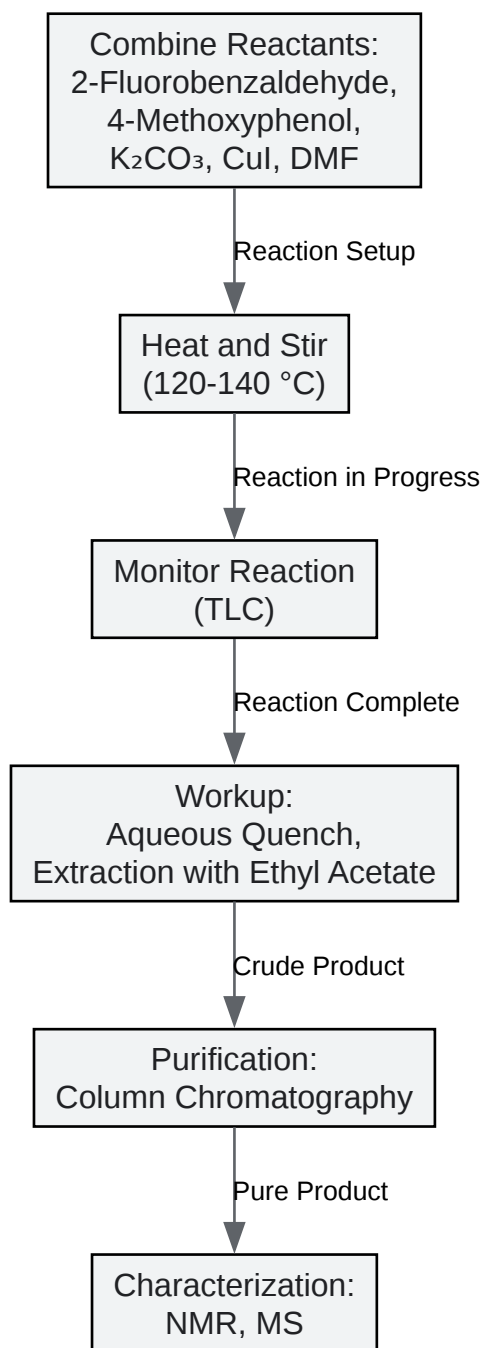 Combine Reactants:
2-Fluorobenzaldehyde,
4-Methoxyphenol,
K₂CO₃, CuI, DMF
Reaction Setup
Heat and Stir
(120-140 °C)
Reaction in Progress
Monitor Reaction
(TLC)
Reaction Complete
Workup:
Aqueous Quench,
Extraction with Ethyl Acetate
Crude Product
Purification:
Column Chromatography
Pure Product
Characterization:
NMR, MS